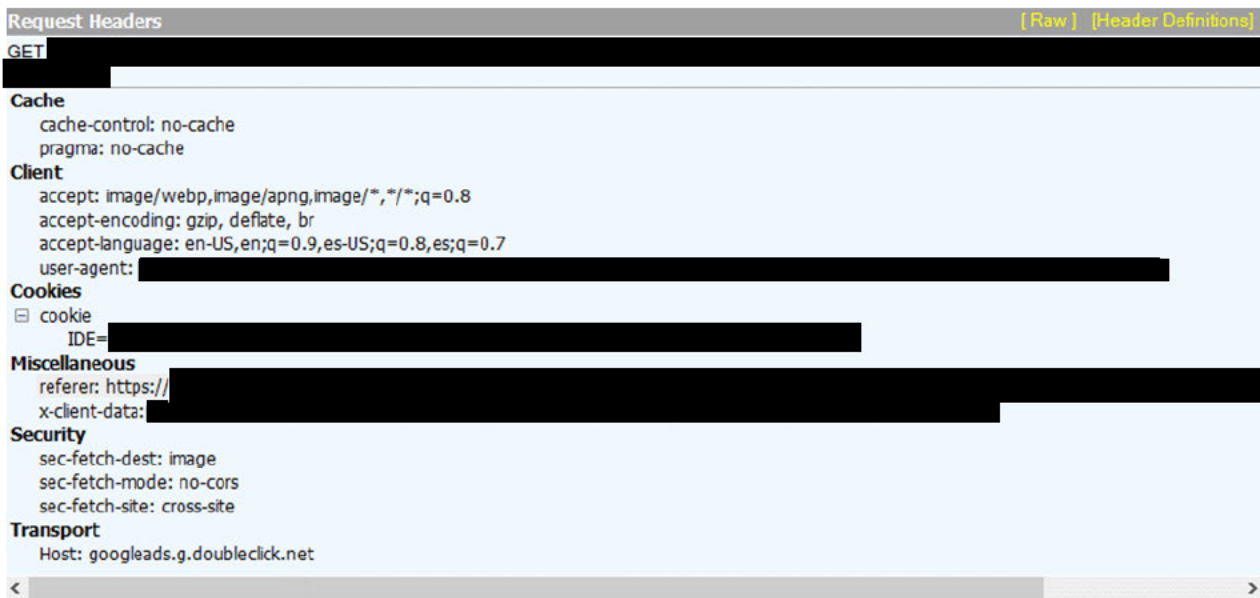 Request Headers [ Raw ] [Header Definitions]
GET
Cache
cache-control: no-cache
pragma: no-cache
Client
accept: image/webp,image/apng,image/*,*/*;q=0.8
accept-encoding: gzip, deflate, br
accept-language: en-US,en;q=0.9,es-US;q=0.8,es;q=0.7
user-agent:
Cookies
cookie
IDE=
Miscellaneous
referer: https://
x-client-data:
Security
sec-fetch-dest: image
sec-fetch-mode: no-cors
sec-fetch-site: cross-site
Transport
Host: googleads.g.doubleclick.net